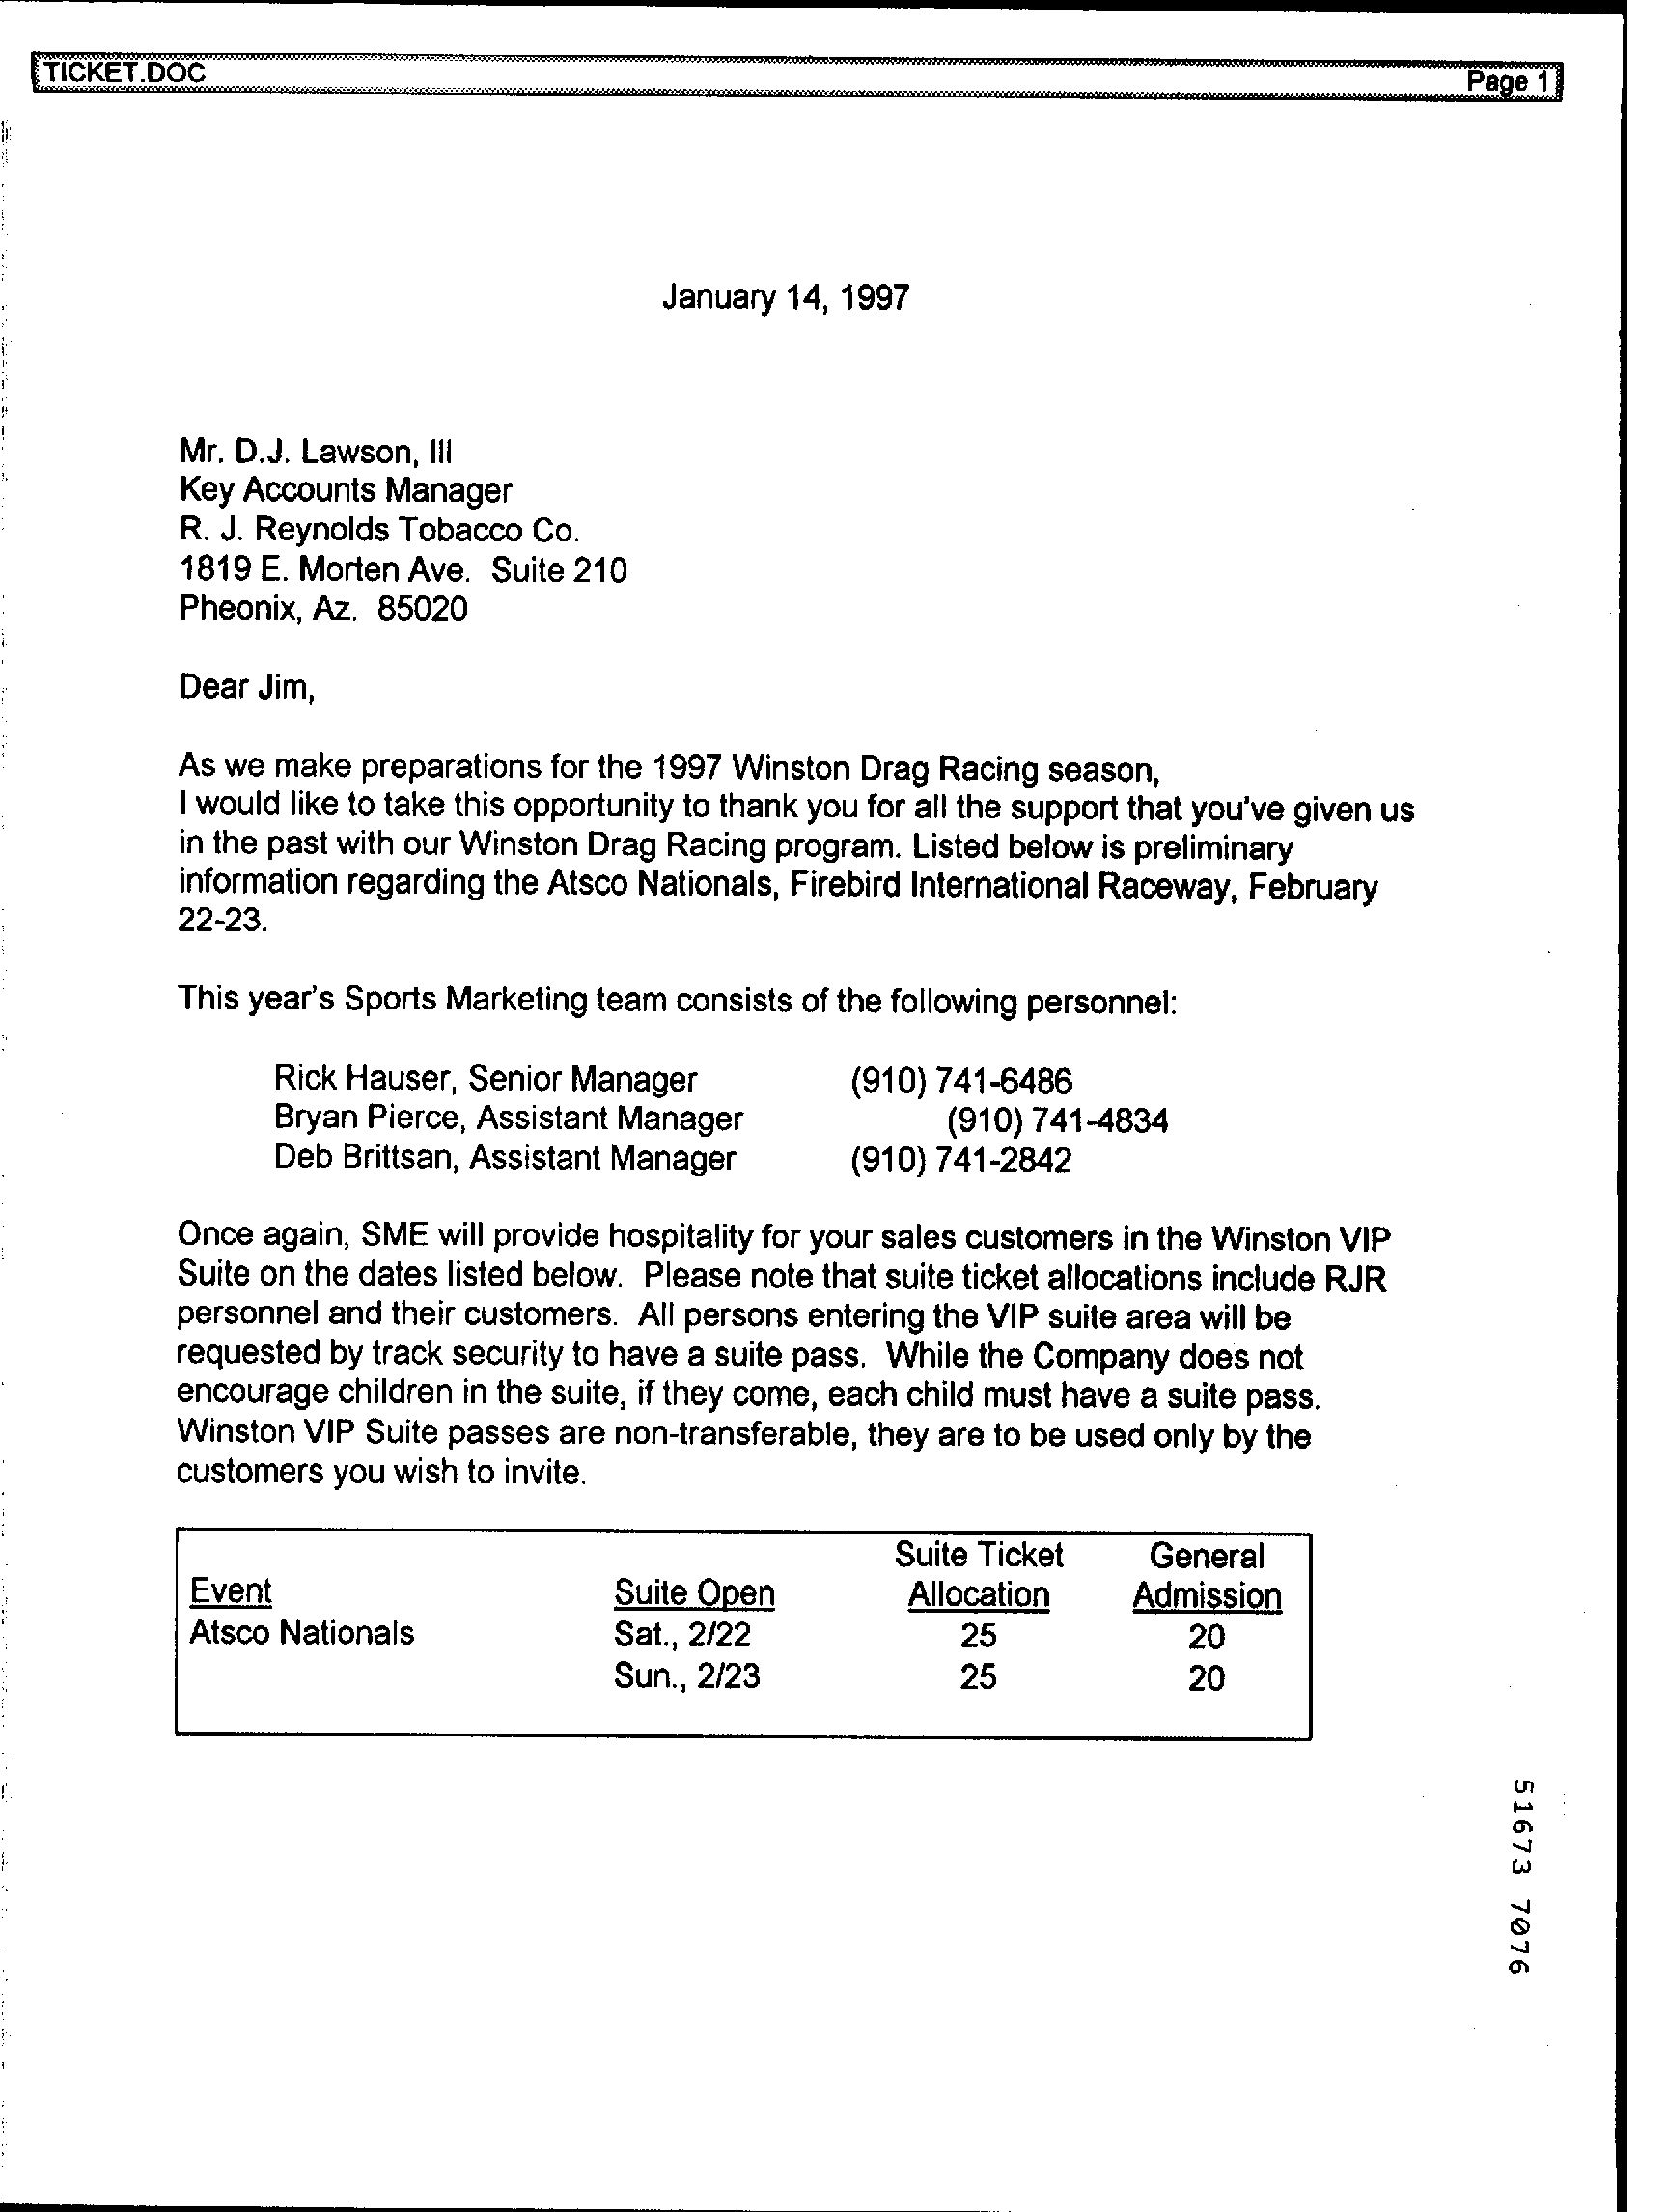 TICKET.DOC Page 1
January 14, 1997
Mr. D.J. Lawson, III
Key Accounts Manager
R. J. Reynolds Tobacco Co.
1819 E. Morten Ave. Suite 210
Pheonix, Az. 85020
Dear Jim,
As we make preparations for the 1997 Winston Drag Racing season,
I would like to take this opportunity to thank you for all the support that you've given us
in the past with our Winston Drag Racing program. Listed below is preliminary
information regarding the Atsco Nationals, Firebird International Raceway, February
22-23.
This year's Sports Marketing team consists of the following personnel:
Rick Hauser, Senior Manager (910) 741-6486
Bryan Pierce, Assistant Manager (910) 741-4834
Deb Brittsan, Assistant Manager (910) 741-2842
Once again, SME will provide hospitality for your sales customers in the Winston VIP
Suite on the dates listed below. Please note that suite ticket allocations include RJR
personnel and their customers. All persons entering the VIP suite area will be
requested by track security to have a suite pass. While the Company does not
encourage children in the suite, if they come, each child must have a suite pass.
Winston VIP Suite passes are non-transferable, they are to be used only by the
customers you wish to invite.
Suite Ticket General
Event Suite Open Allocation Admission
Atsco Nationals Sat., 2/22 25 20
Sun., 2/23 25 20
51673 7076